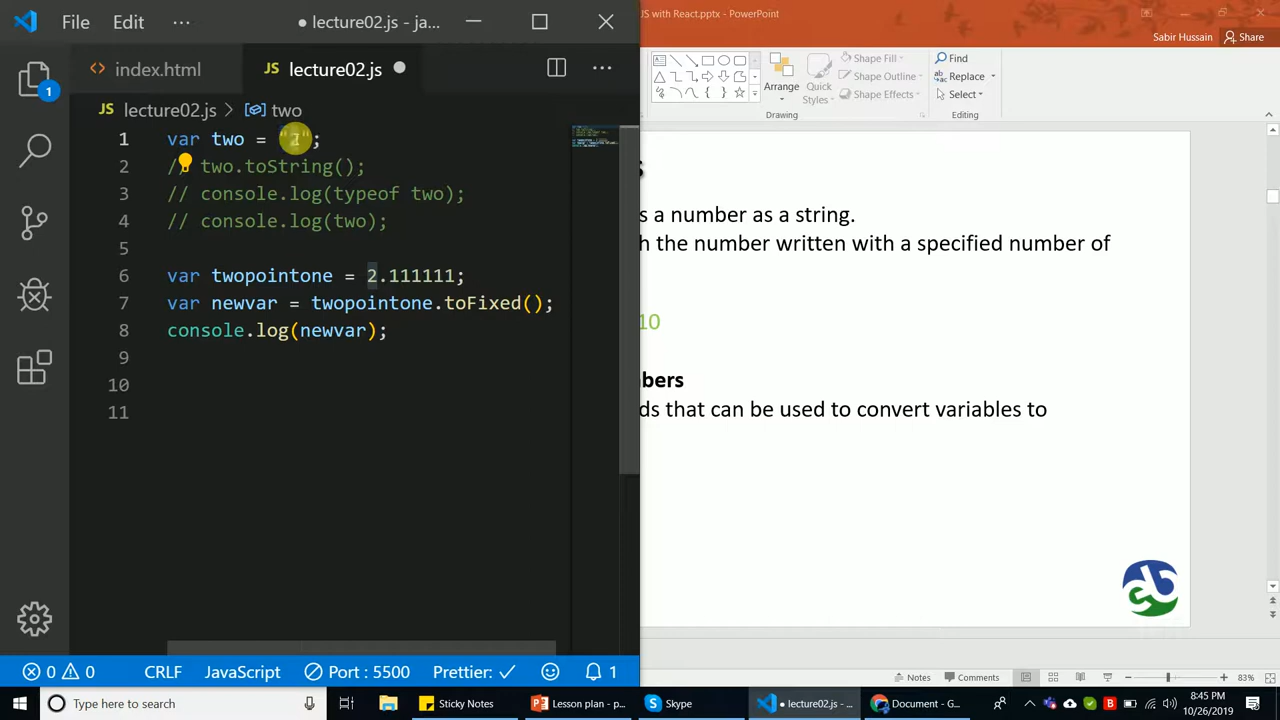 File Edit ··· ● lecture02.js - ja...
index.html JS lecture02.js ● ···
JS lecture02.js > two
1 var two = "2";
2 // two.toString();
3 // console.log(typeof two);
4 // console.log(two);
5
6 var twopointone = 2.111111;
7 var newvar = twopointone.toFixed();
8 console.log(newvar);
9
10
11
1
0 0 CRLF JavaScript Port : 5500 Prettier: ✓ 1
JS with React.pptx - PowerPoint
Sabir Hussain Share
Arrange Quick Styles
Shape Fill
Shape Outline
Shape Effects
Drawing
Find
Replace
Select
Editing
s
s a number as a string.
h the number written with a specified number of
10
nbers
ds that can be used to convert variables to
Notes Comments 83%
Type here to search
Sticky Notes
Lesson plan - p...
Skype
● lecture02.js - ...
Document - G...
8:45 PM
10/26/2019